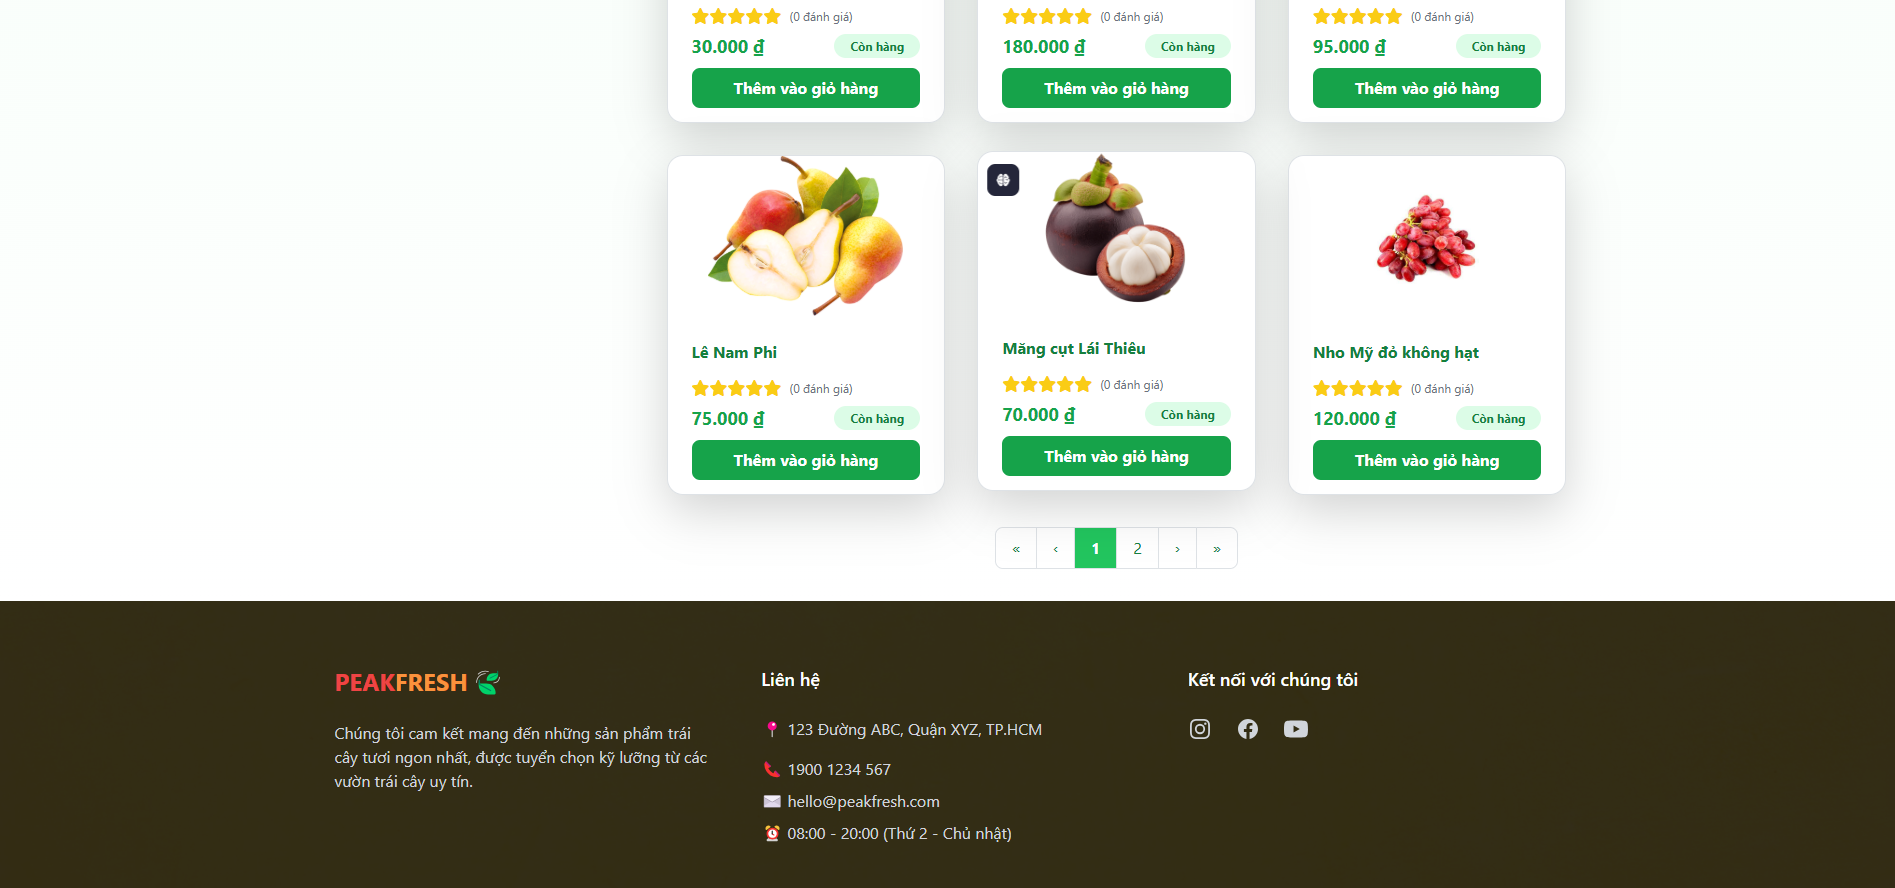 (0 đánh giá) (0 đánh giá) (0 đánh giá)
30.000 ₫ Còn hàng 180.000 ₫ Còn hàng 95.000 ₫ Còn hàng
Thêm vào giỏ hàng Thêm vào giỏ hàng Thêm vào giỏ hàng
Lê Nam Phi
(0 đánh giá)
75.000 ₫ Còn hàng
Thêm vào giỏ hàng
Măng cụt Lái Thiêu
(0 đánh giá)
70.000 ₫ Còn hàng
Thêm vào giỏ hàng
Nho Mỹ đỏ không hạt
(0 đánh giá)
120.000 ₫ Còn hàng
Thêm vào giỏ hàng
« ‹ 1 2 › »
PEAKFRESH
Chúng tôi cam kết mang đến những sản phẩm trái
cây tươi ngon nhất, được tuyển chọn kỹ lưỡng từ các
vườn trái cây uy tín.
Liên hệ
123 Đường ABC, Quận XYZ, TP.HCM
1900 1234 567
hello@peakfresh.com
08:00 - 20:00 (Thứ 2 - Chủ nhật)
Kết nối với chúng tôi